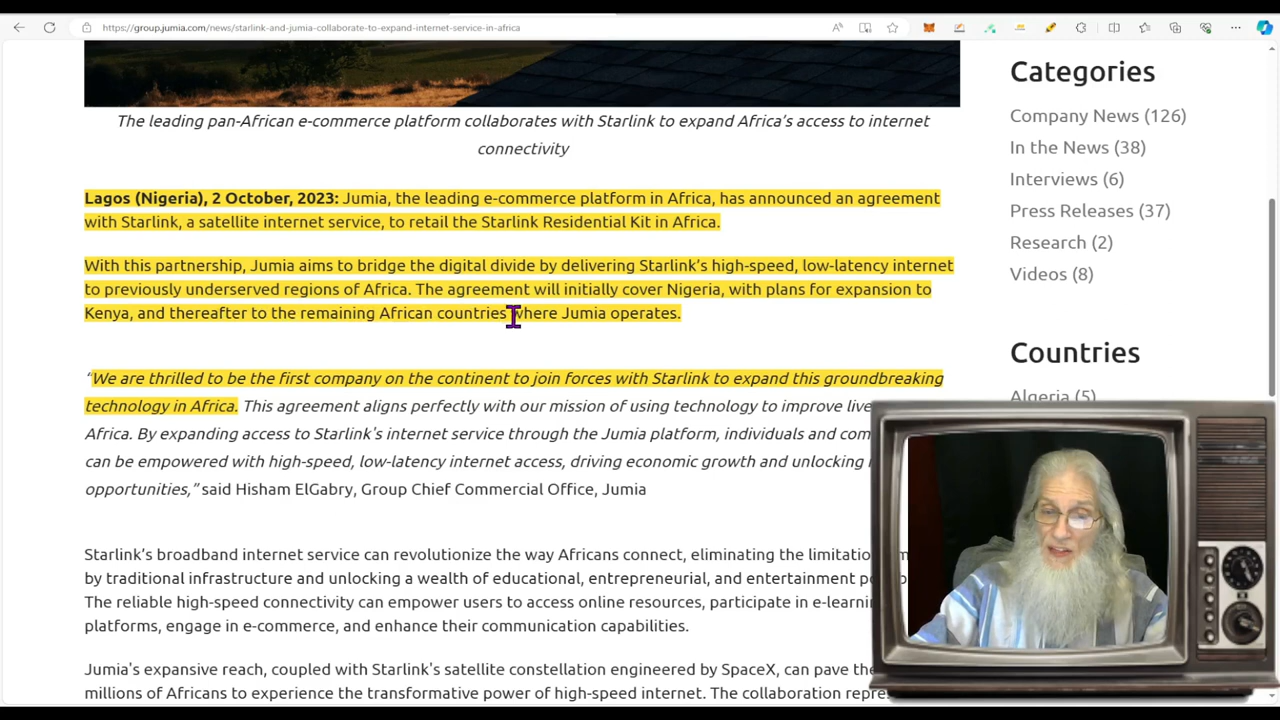 https://group.jumia.com/news/starlink-and-jumia-collaborate-to-expand-internet-service-in-africa
The leading pan-African e-commerce platform collaborates with Starlink to expand Africa’s access to internet
connectivity
Lagos (Nigeria), 2 October, 2023: Jumia, the leading e-commerce platform in Africa, has announced an agreement
with Starlink, a satellite internet service, to retail the Starlink Residential Kit in Africa.
With this partnership, Jumia aims to bridge the digital divide by delivering Starlink’s high-speed, low-latency internet
to previously underserved regions of Africa. The agreement will initially cover Nigeria, with plans for expansion to
Kenya, and thereafter to the remaining African countries where Jumia operates.
“We are thrilled to be the first company on the continent to join forces with Starlink to expand this groundbreaking
technology in Africa. This agreement aligns perfectly with our mission of using technology to improve live
Africa. By expanding access to Starlink's internet service through the Jumia platform, individuals and com
can be empowered with high-speed, low-latency internet access, driving economic growth and unlocking
opportunities,” said Hisham ElGabry, Group Chief Commercial Office, Jumia
Starlink’s broadband internet service can revolutionize the way Africans connect, eliminating the limitatio
by traditional infrastructure and unlocking a wealth of educational, entrepreneurial, and entertainment
The reliable high-speed connectivity can empower users to access online resources, participate in e-learni
platforms, engage in e-commerce, and enhance their communication capabilities.
Jumia's expansive reach, coupled with Starlink's satellite constellation engineered by SpaceX, can pave the
millions of Africans to experience the transformative power of high-speed internet. The collaboration repre
Categories
Company News (126)
In the News (38)
Interviews (6)
Press Releases (37)
Research (2)
Videos (8)
Countries
Algeria (5)